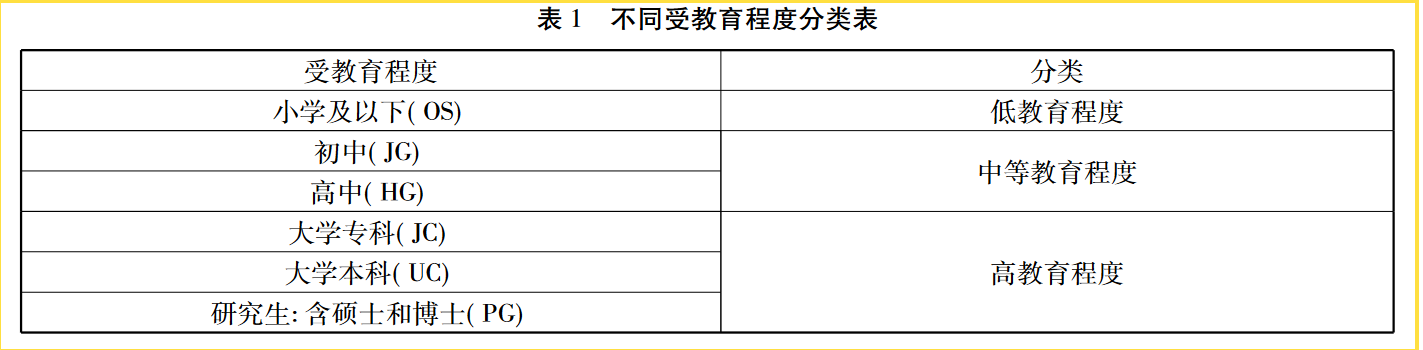 表 1 不同受教育程度分类表
受教育程度 分类
小学及以下( OS) 低教育程度
初中( JG)
中等教育程度
高中( HG)
大学专科( JC)
大学本科( UC) 高教育程度
研究生: 含硕士和博士( PG)